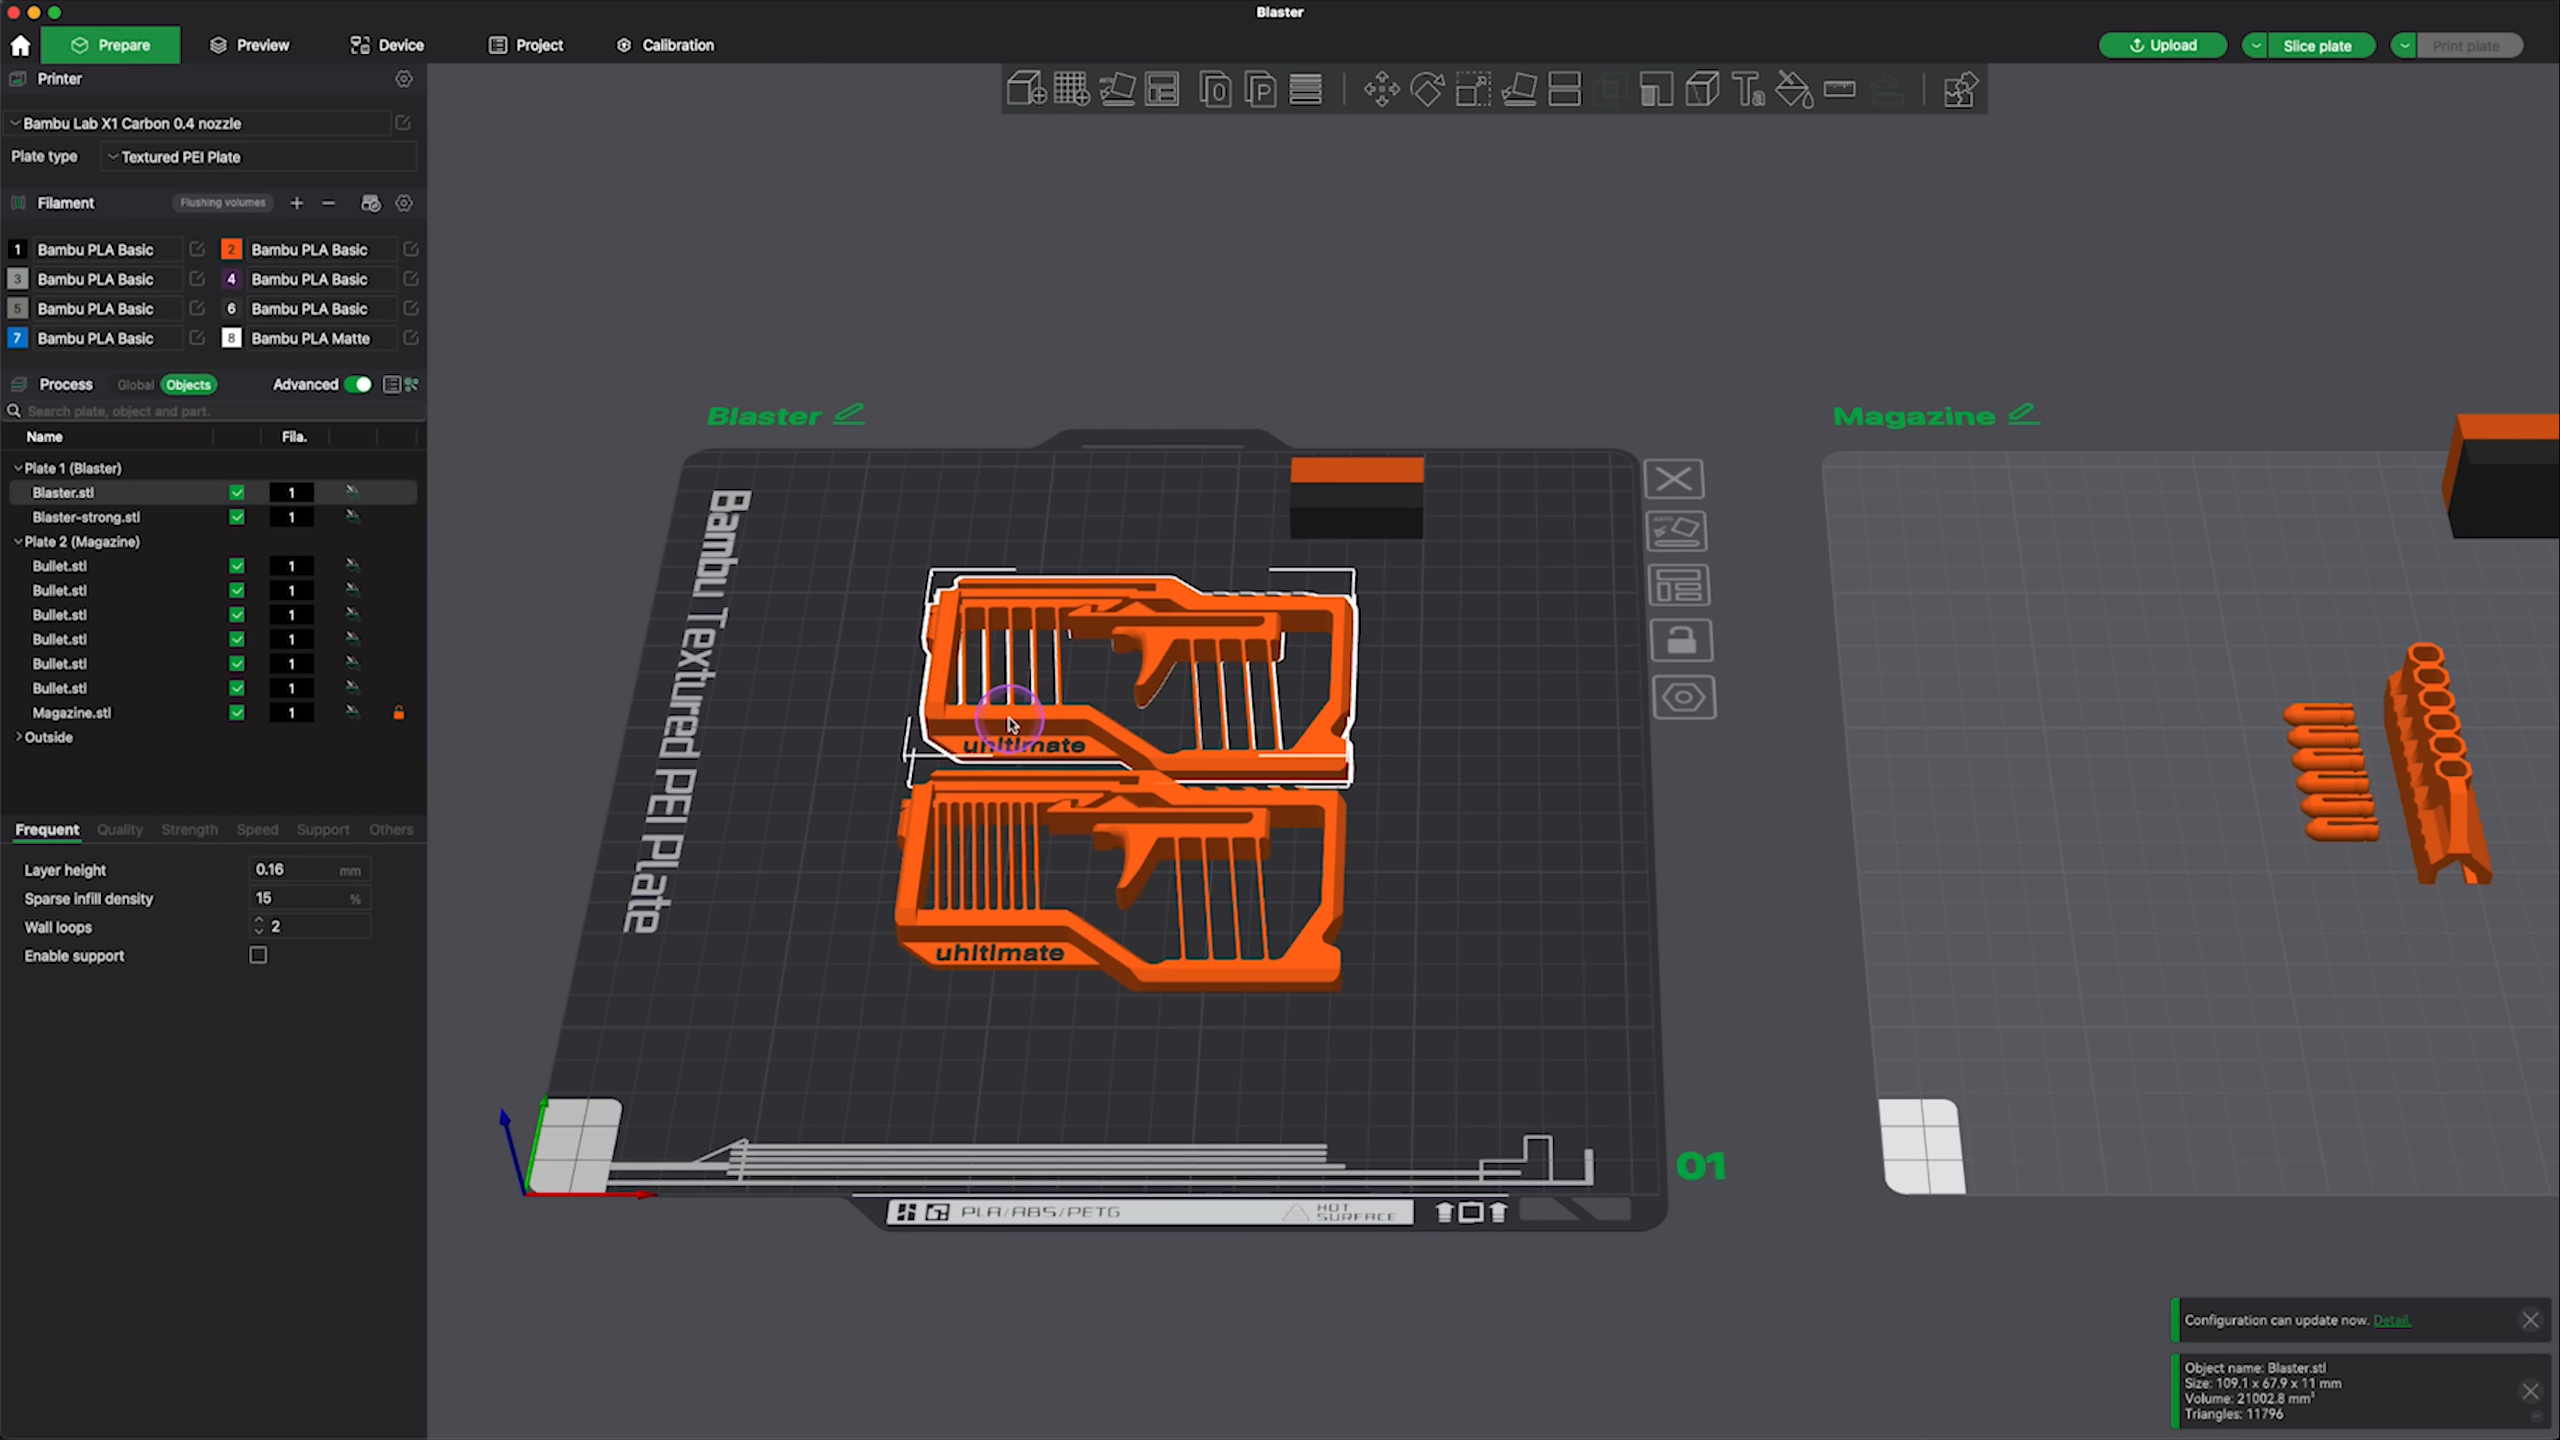 Blaster
Prepare
Preview
Device
Project
Calibration
Upload
Slice plate
Print plate
Printer
Bambu Lab X1 Carbon 0.4 nozzle
Plate type
Textured PEI Plate
Filament
Flushing volumes
1 Bambu PLA Basic
2 Bambu PLA Basic
3 Bambu PLA Basic
4 Bambu PLA Basic
5 Bambu PLA Basic
6 Bambu PLA Basic
7 Bambu PLA Basic
8 Bambu PLA Matte
Process
Global
Objects
Advanced
Search plate, object and part.
Name
Fila.
Plate 1 (Blaster)
Blaster.stl 1
Blaster-strong.stl 1
Plate 2 (Magazine)
Bullet.stl 1
Bullet.stl 1
Bullet.stl 1
Bullet.stl 1
Bullet.stl 1
Bullet.stl 1
Magazine.stl 1
Outside
Frequent
Quality
Strength
Speed
Support
Others
Layer height 0.16 mm
Sparse infill density 15 %
Wall loops 2
Enable support
Blaster
Magazine
Bambu Textured PEI Plate
uhltimate
uhltimate
01
PLA/ABS/PETG
HOT
SURFACE
Configuration can update now. Detail.
Object name: Blaster.stl
Size: 109.1 x 67.9 x 11 mm
Volume: 21002.8 mm³
Triangles: 11796